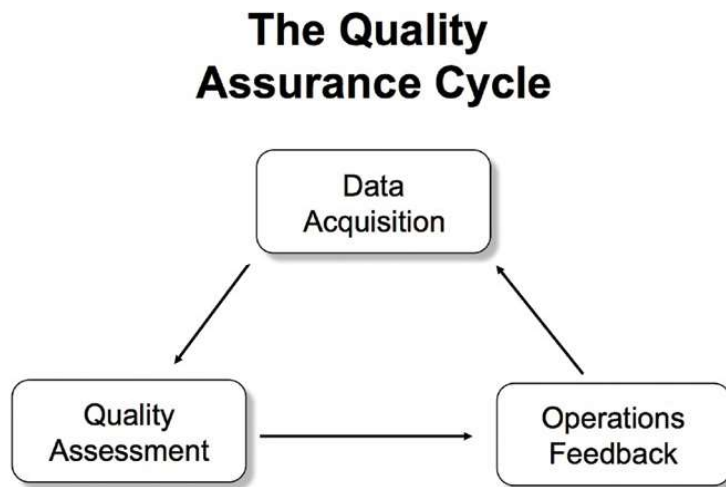 The Quality
Assurance Cycle
Data
Acquisition
Quality
Assessment
Operations
Feedback